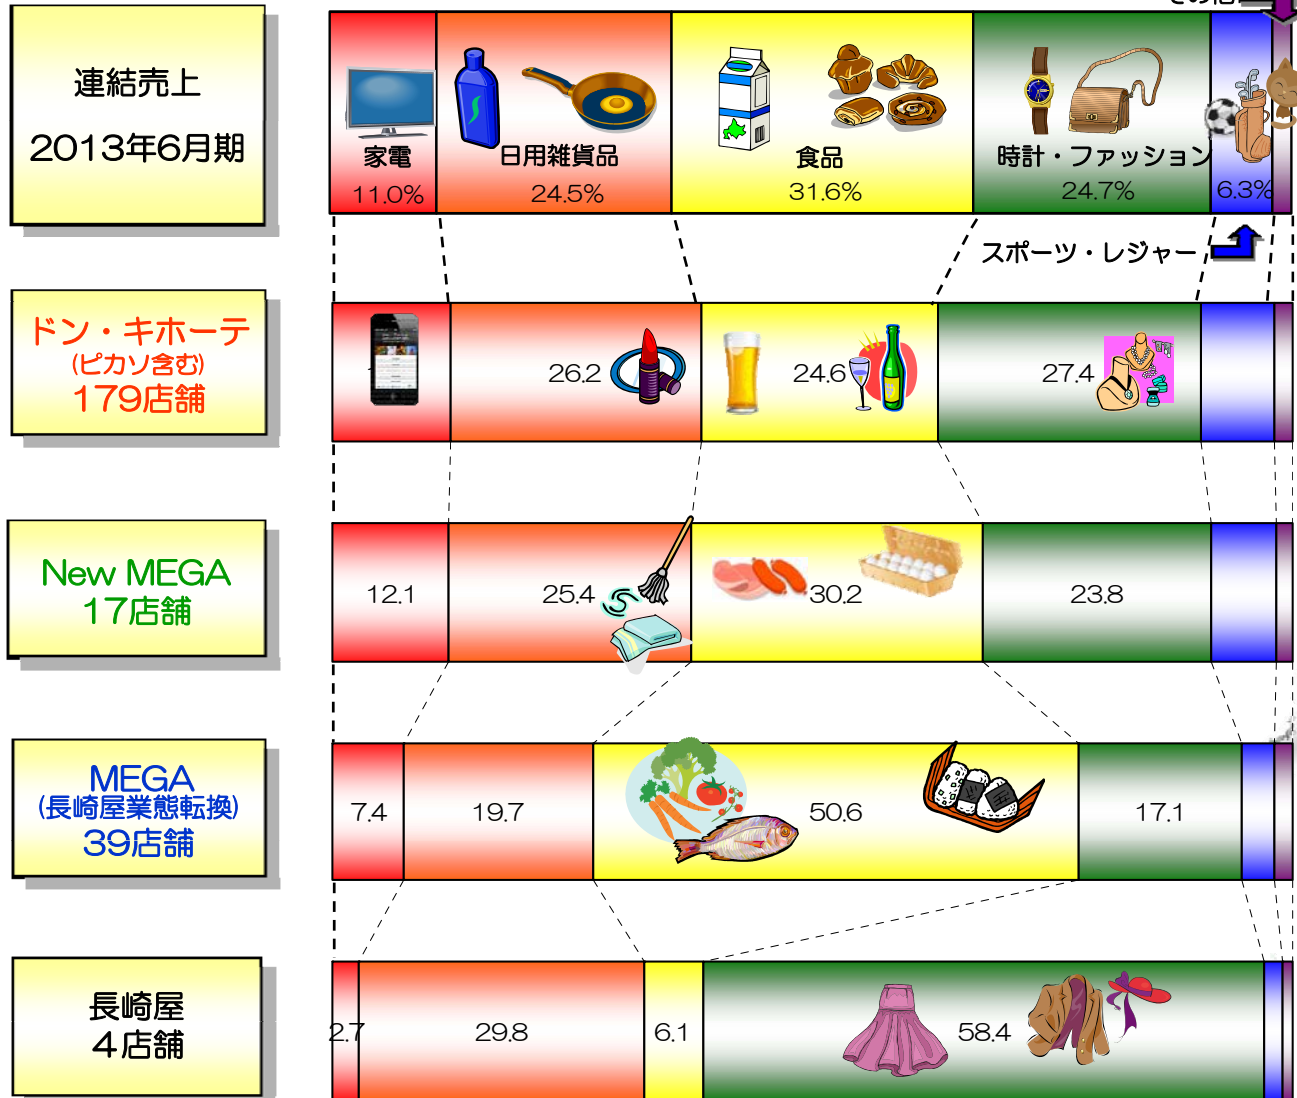 連結売上
2013年6月期
家電
11.0%
日用雑貨品
24.5%
食品
31.6%
時計・ファッション
24.7%
6.3%
スポーツ・レジャー
ドン・キホーテ
(ピカソ含む)
179店舗
26.2
24.6
27.4
New MEGA
17店舗
12.1
25.4
30.2
23.8
MEGA
(長崎屋業態転換)
39店舗
7.4
19.7
50.6
17.1
長崎屋
4店舗
2.7
29.8
6.1
58.4